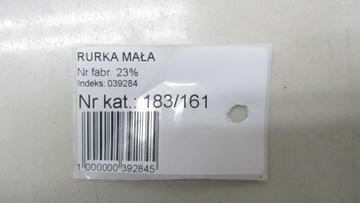 RURKA MAŁA
Nr fabr. 23%
Indeks: 039284
Nr kat.: 183/161
1 000000 392845